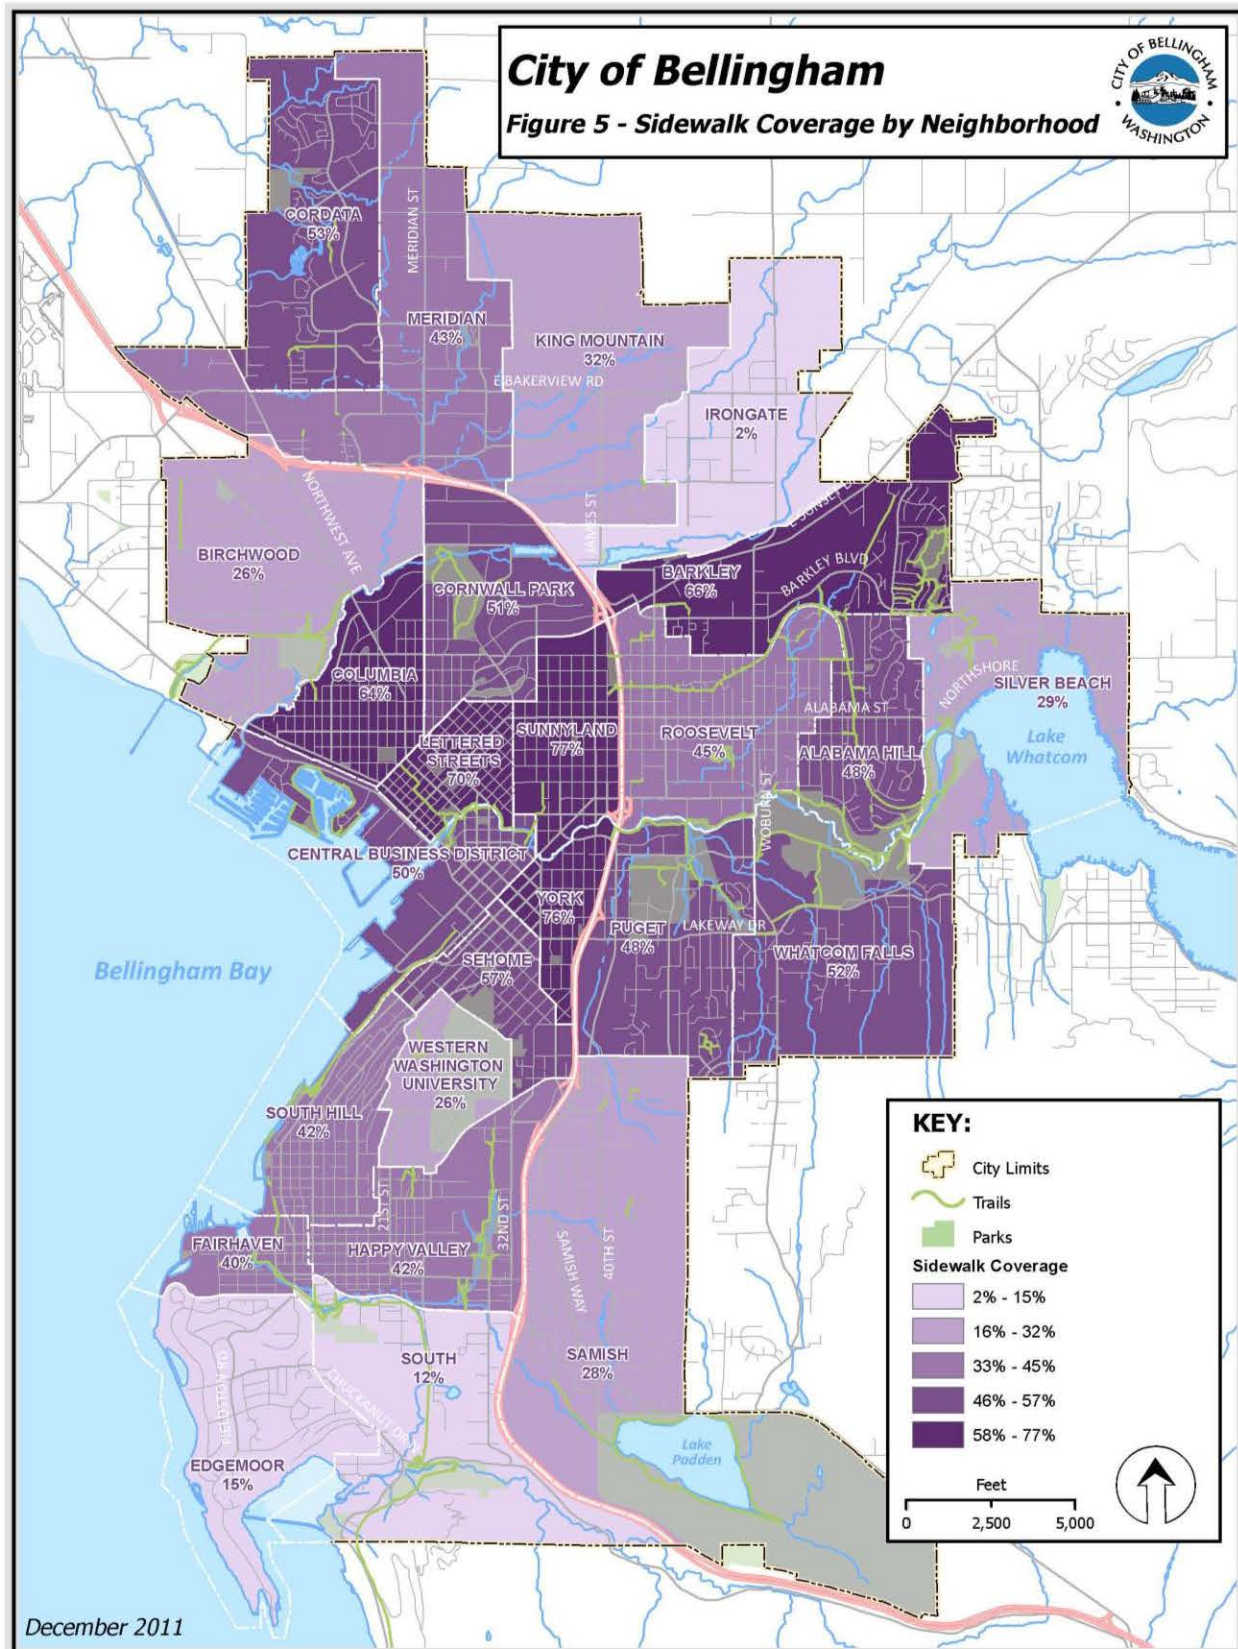 City of Bellingham
Figure 5 - Sidewalk Coverage by Neighborhood
CITY OF BELLINGHAM
WASHINGTON
CORDATA
53%
MERIDIAN ST
MERIDIAN
43%
KING MOUNTAIN
32%
E BAKERVIEW RD
IRONGATE
2%
NORTHWEST AVE
JAMES ST
E SUNSET
BIRCHWOOD
26%
CORNWALL PARK
51%
BARKLEY
66%
BARKLEY BLVD
COLUMBIA
64%
NORTHSHORE
SILVER BEACH
29%
LETTERED
STREETS
70%
SUNNYLAND
77%
ROOSEVELT
45%
ALABAMA ST
ALABAMA HILL
48%
Lake
Whatcom
WOBURN ST
CENTRAL BUSINESS DISTRICT
50%
YORK
76%
PUGET
48%
LAKEWAY DR
WHATCOM FALLS
52%
SEHOME
57%
Bellingham Bay
WESTERN
WASHINGTON
UNIVERSITY
26%
SOUTH HILL
42%
21ST ST
32ND ST
FAIRHAVEN
40%
HAPPY VALLEY
42%
SAMISH WAY
40TH ST
SOUTH
12%
SAMISH
28%
FIELDSTON RD
CHUCKANUT DR
EDGEMOOR
15%
Lake
Padden
KEY:
City Limits
Trails
Parks
Sidewalk Coverage
2% - 15%
16% - 32%
33% - 45%
46% - 57%
58% - 77%
Feet
0 2,500 5,000
December 2011